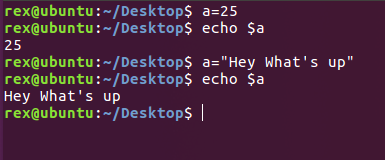 rex@ubuntu:~/Desktop$ a=25
rex@ubuntu:~/Desktop$ echo $a
25
rex@ubuntu:~/Desktop$ a="Hey What's up"
rex@ubuntu:~/Desktop$ echo $a
Hey What's up
rex@ubuntu:~/Desktop$